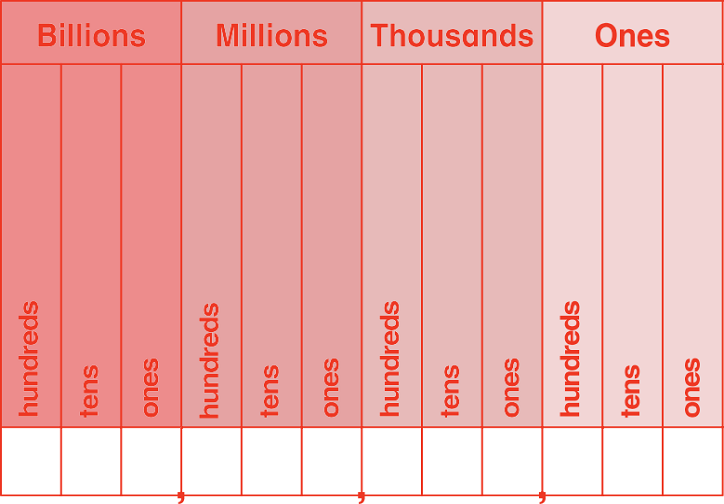 Billions Millions Thousands Ones
hundreds tens ones hundreds tens ones hundreds tens ones hundreds tens ones
, , ,